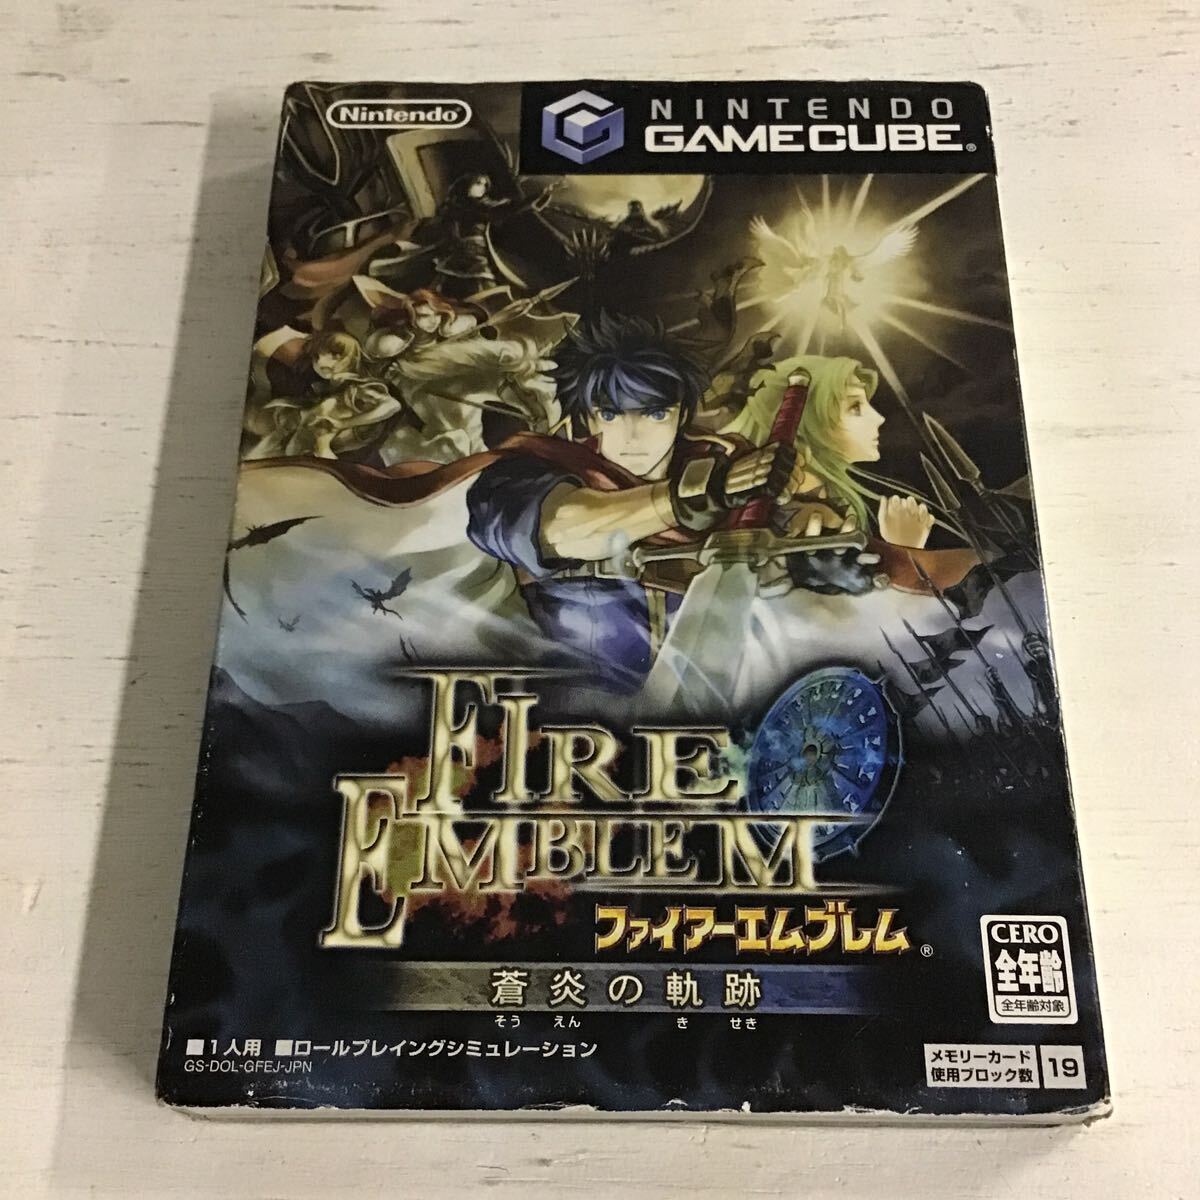 Nintendo
NINTENDO
GAMECUBE®
FIRE
EMBLEM
ファイアーエムブレム®
蒼炎の軌跡
そう えん き せき
■1人用 ■ロールプレイングシミュレーション
GS-DOL-GFEJ-JPN
CERO
全年齢
全年齢対象
メモリーカード
使用ブロック数 19